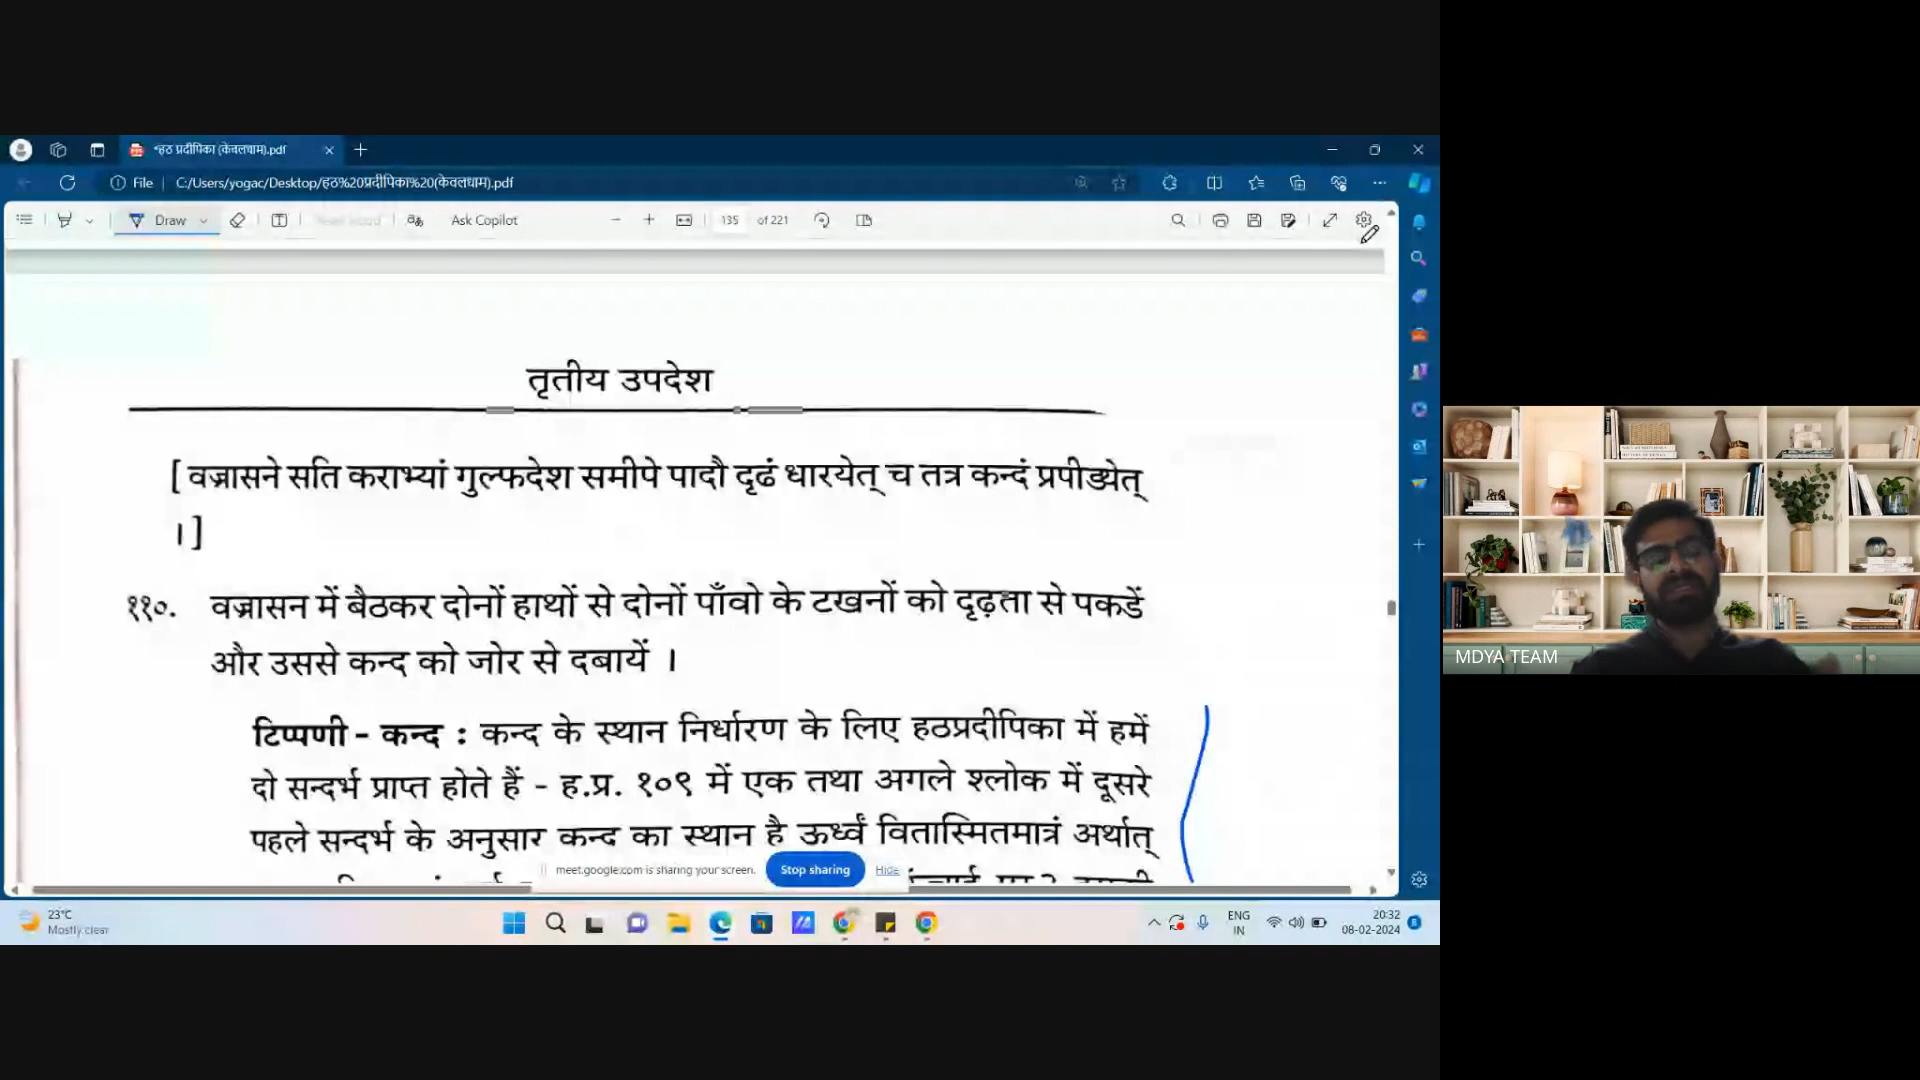 *हठ प्रदीपिका (केवलधाम).pdf
File | C:/Users/yogac/Desktop/हठ%20प्रदीपिका%20(केवलधाम).pdf
Draw Ask Copilot 135 of 221
तृतीय उपदेश
[ वज्रासने सति कराभ्यां गुल्फदेश समीपे पादौ दृढं धारयेत् च तत्र कन्दं प्रपीड्येत्
। ]
११०. वज्रासन में बैठकर दोनों हाथों से दोनों पाँवो के टखनों को दृढ़ता से पकडें
और उससे कन्द को जोर से दबायें ।
टिप्पणी - कन्द : कन्द के स्थान निर्धारण के लिए हठप्रदीपिका में हमें
दो सन्दर्भ प्राप्त होते हैं - ह.प्र. १०९ में एक तथा अगले श्लोक में दूसरे
पहले सन्दर्भ के अनुसार कन्द का स्थान है ऊर्ध्वं वितास्मितमात्रं अर्थात्
meet.google.com is sharing your screen. Stop sharing Hide
MDYA TEAM
23°C
Mostly clear
ENG
IN
20:32
08-02-2024